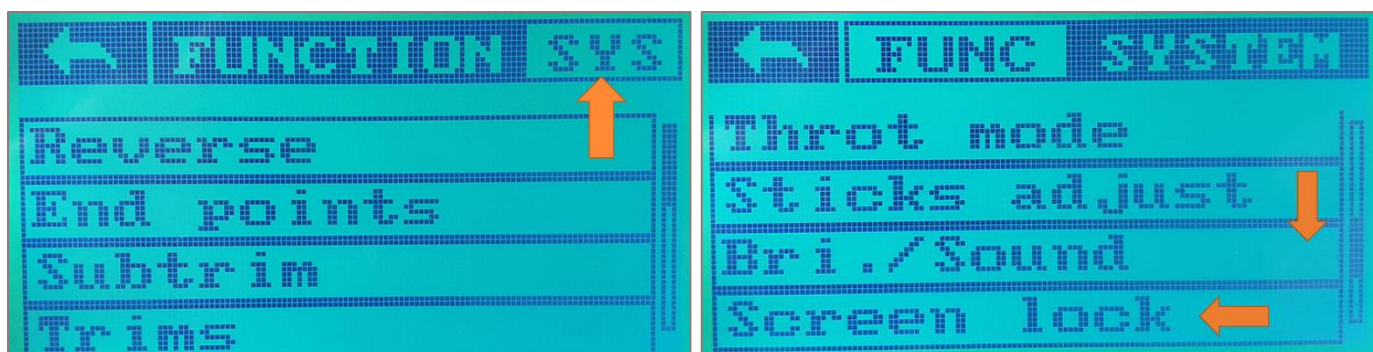 FUNCTION SYS
Reverse
End points
Subtrim
Trims
FUNC SYSTEM
Throt mode
Sticks adjust
Bri./Sound
Screen lock